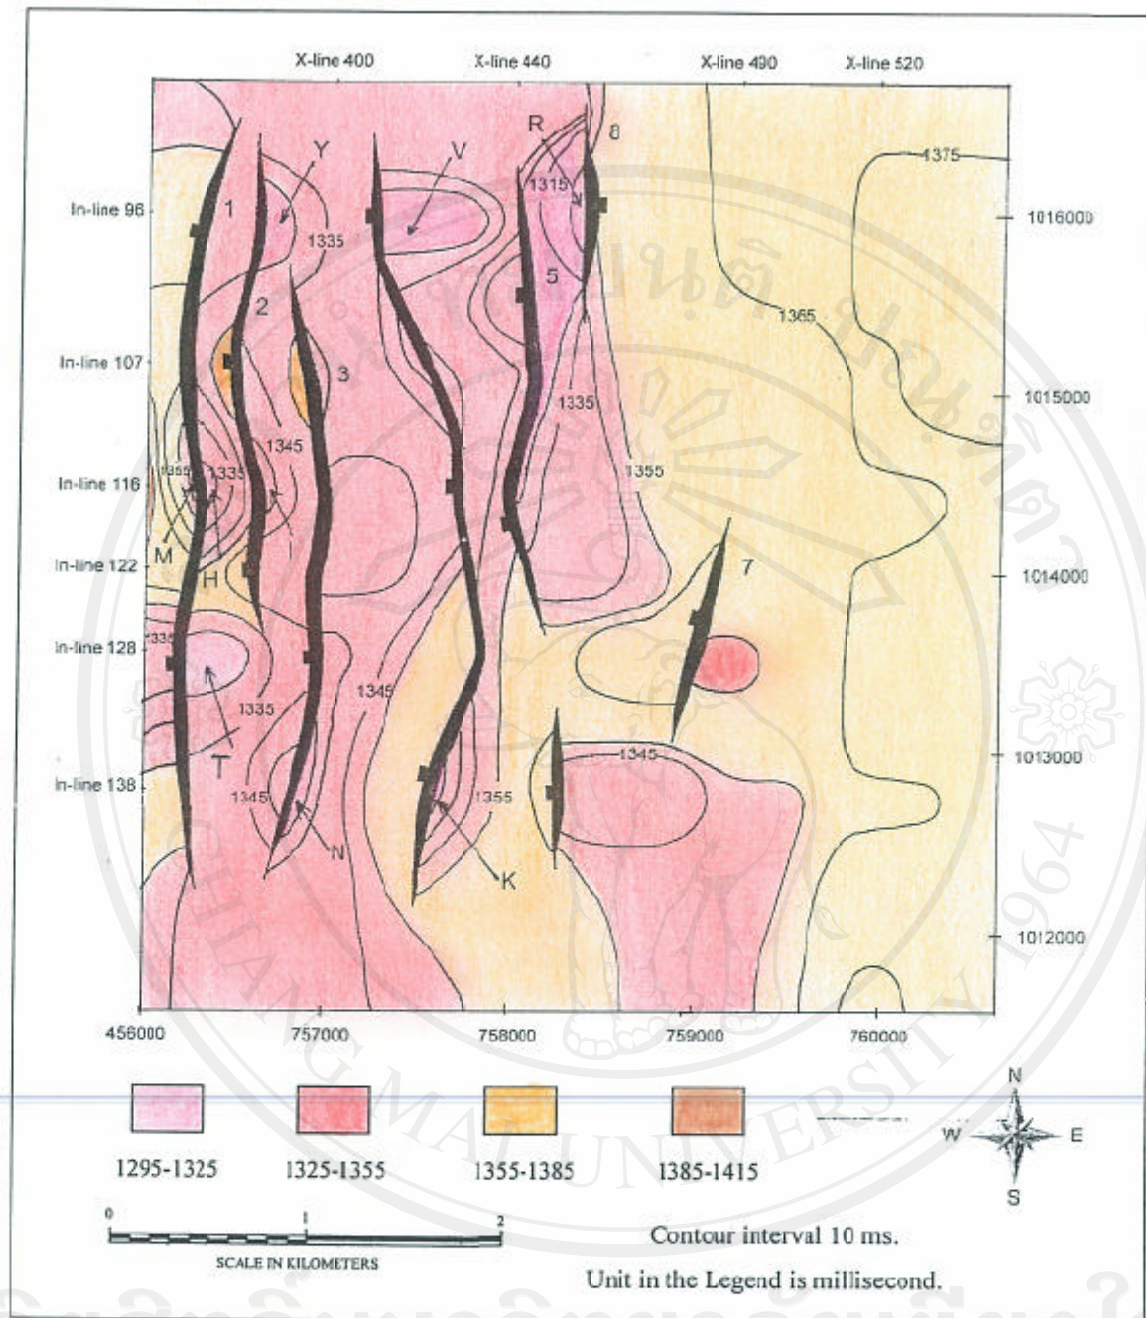 X-line 400 X-line 440 X-line 490 X-line 520
R 8
Y V
1315 1375
In-line 96 1 1016000
1335
5
2 1365
In-line 107 3
1335 1015000
1345
1355 1335 1355
In-line 116
M
In-line 122 H 7 1014000
1335
In-line 128
1345
1335
T 1345 1013000
In-line 138 1345 1355
N
K
1012000
456000 757000 758000 759000 760000
N
W E
S
1295-1325 1325-1355 1355-1385 1385-1415
0 1 2
SCALE IN KILOMETERS
Contour interval 10 ms.
Unit in the Legend is millisecond.
CHIANG MAI UNIVERSITY 1964